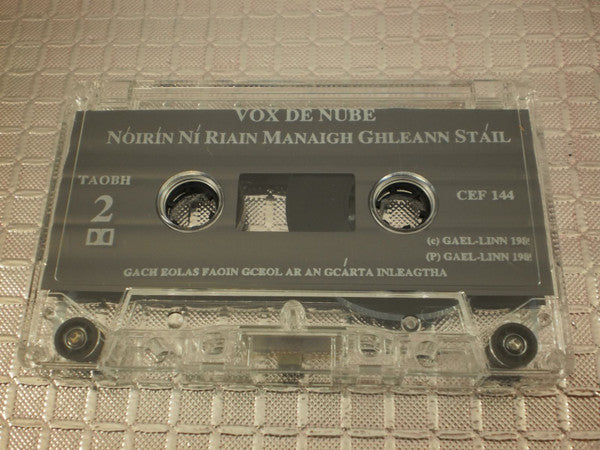 VOX DE NUBE
NÓIRÍN NÍ RIAIN MANAIGH GHLEANN STÁIL
TAOBH
2
CEF 144
(c) GAEL-LINN
(P) GAEL-LINN
GACH EOLAS FAOIN GCEOL AR AN GCÁRTA INLEAGTHA